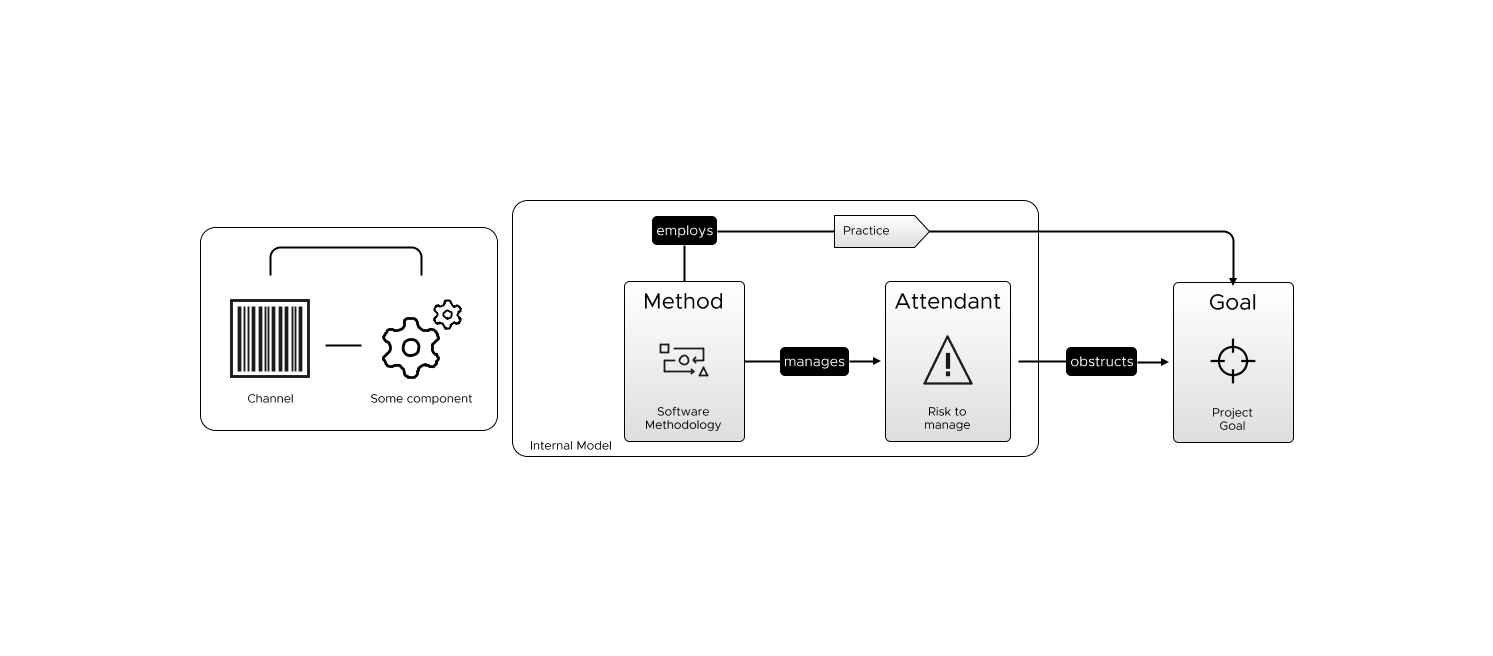 employs
Practice
Method
Attendant
Goal
manages
obstructs
Channel
Some component
Software
Methodology
Risk to
manage
Project
Goal
Internal Model